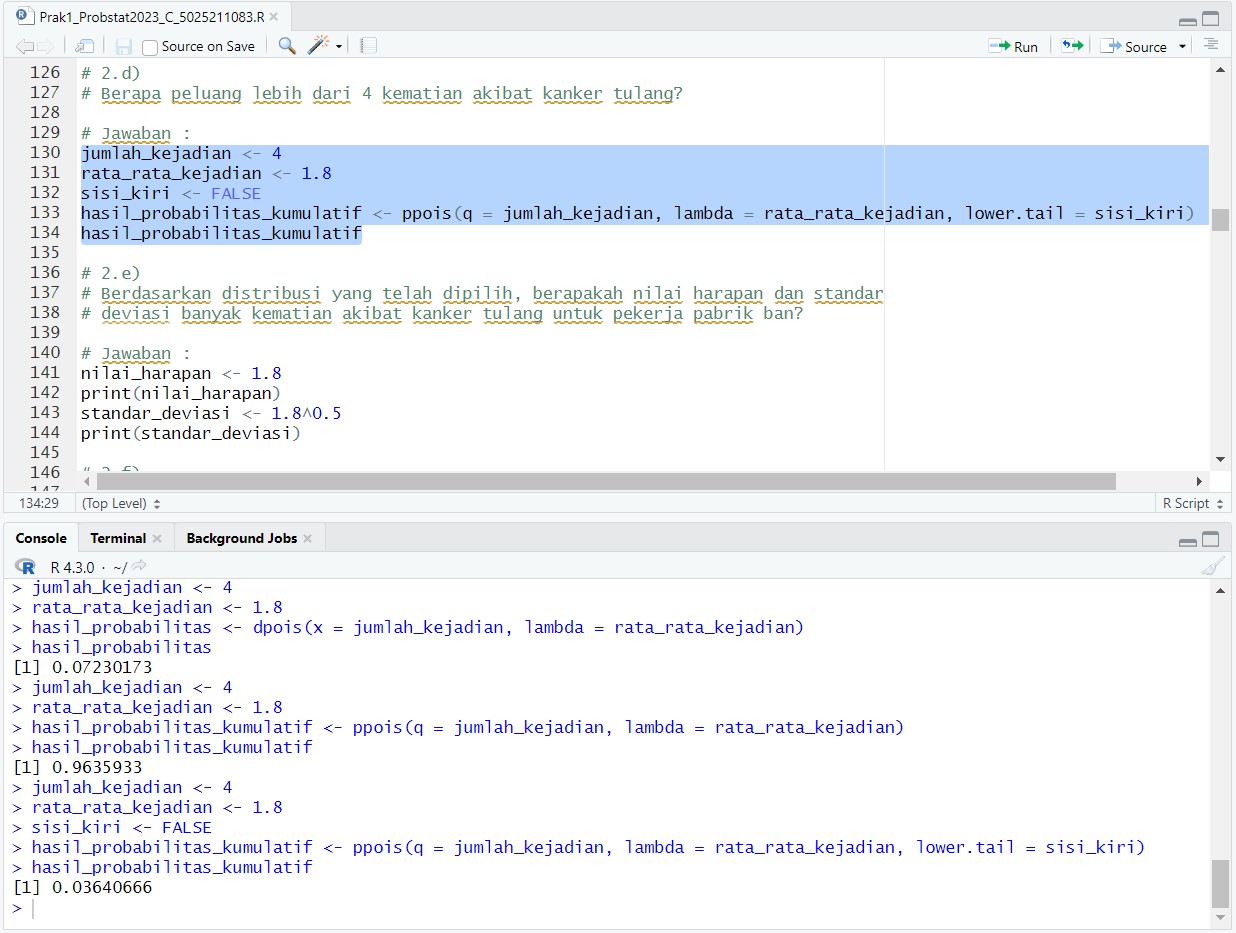 Prak1_Probstat2023_C_5025211083.R
Source on Save
Run
Source
126 # 2.d)
127 # Berapa peluang lebih dari 4 kematian akibat kanker tulang?
128
129 # Jawaban :
130 jumlah_kejadian <- 4
131 rata_rata_kejadian <- 1.8
132 sisi_kiri <- FALSE
133 hasil_probabilitas_kumulatif <- ppois(q = jumlah_kejadian, lambda = rata_rata_kejadian, lower.tail = sisi_kiri)
134 hasil_probabilitas_kumulatif
135
136 # 2.e)
137 # Berdasarkan distribusi yang telah dipilih, berapakah nilai harapan dan standar
138 # deviasi banyak kematian akibat kanker tulang untuk pekerja pabrik ban?
139
140 # Jawaban :
141 nilai_harapan <- 1.8
142 print(nilai_harapan)
143 standar_deviasi <- 1.8^0.5
144 print(standar_deviasi)
145
146 # 2.f)
147
134:29 (Top Level) R Script
Console Terminal Background Jobs
R R 4.3.0 · ~/
> jumlah_kejadian <- 4
> rata_rata_kejadian <- 1.8
> hasil_probabilitas <- dpois(x = jumlah_kejadian, lambda = rata_rata_kejadian)
> hasil_probabilitas
[1] 0.07230173
> jumlah_kejadian <- 4
> rata_rata_kejadian <- 1.8
> hasil_probabilitas_kumulatif <- ppois(q = jumlah_kejadian, lambda = rata_rata_kejadian)
> hasil_probabilitas_kumulatif
[1] 0.9635933
> jumlah_kejadian <- 4
> rata_rata_kejadian <- 1.8
> sisi_kiri <- FALSE
> hasil_probabilitas_kumulatif <- ppois(q = jumlah_kejadian, lambda = rata_rata_kejadian, lower.tail = sisi_kiri)
> hasil_probabilitas_kumulatif
[1] 0.03640666
>